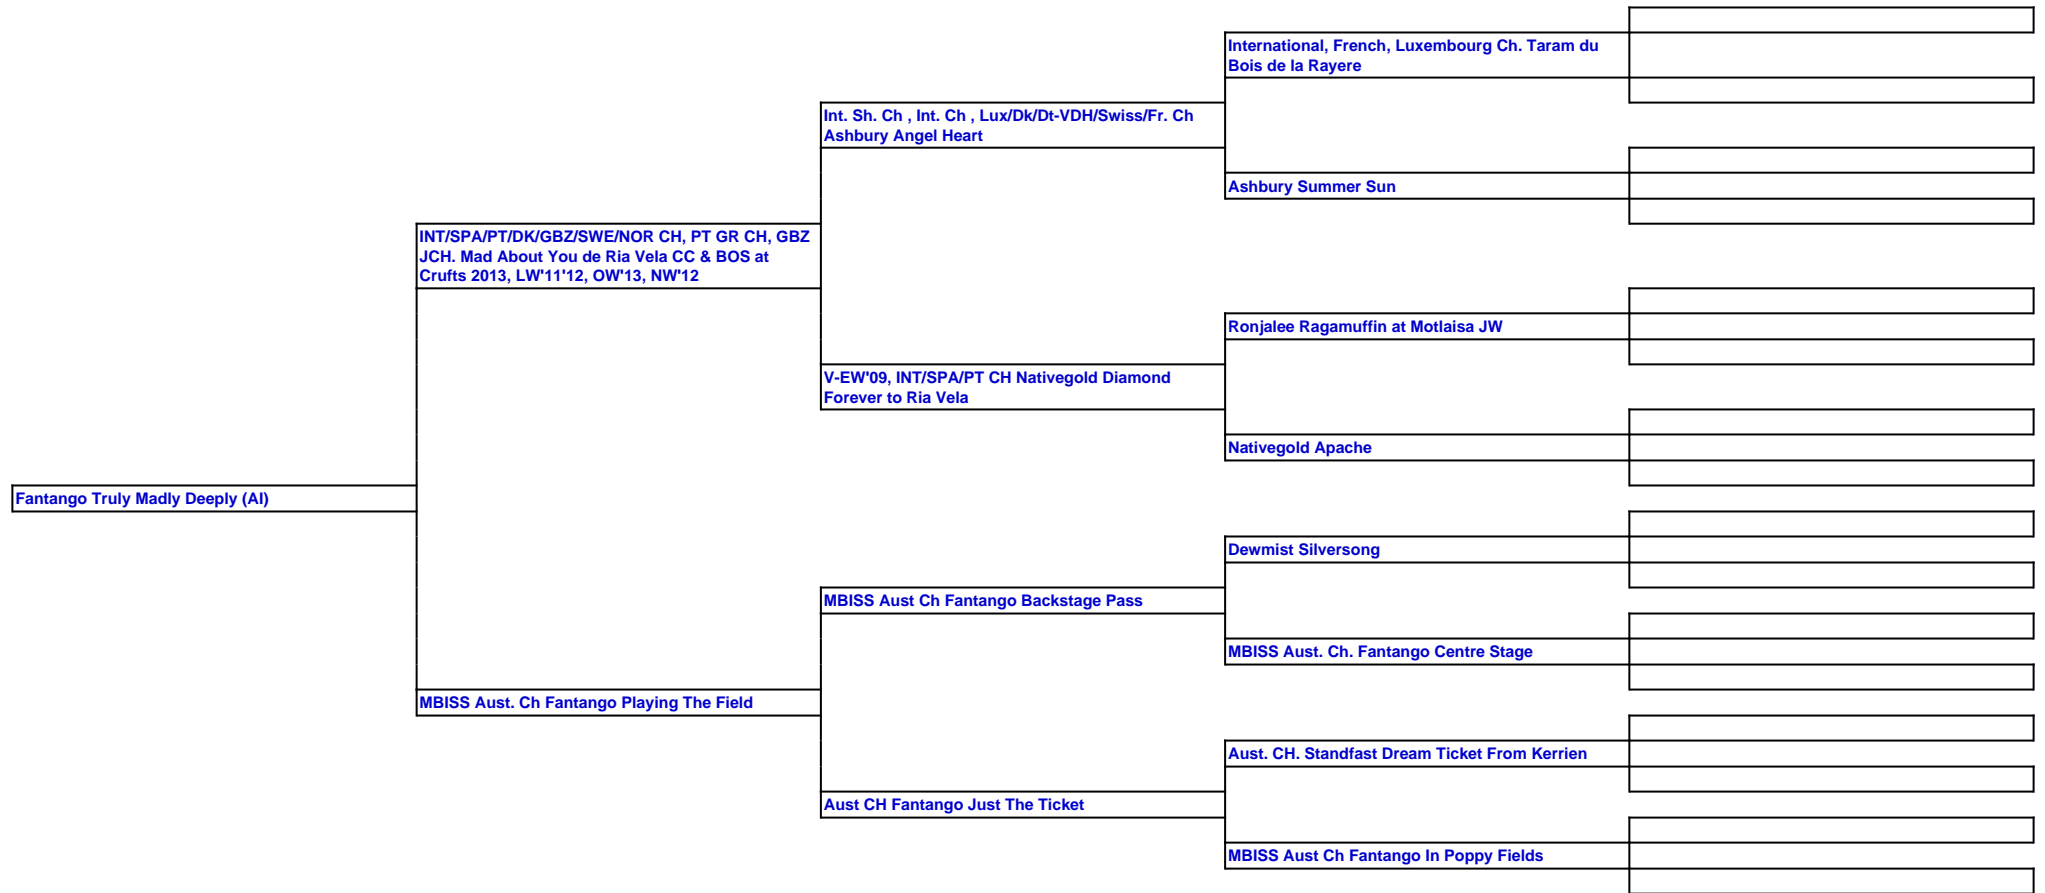 International, French, Luxembourg Ch. Taram du
Bois de la Rayere
Int. Sh. Ch , Int. Ch , Lux/Dk/Dt-VDH/Swiss/Fr. Ch
Ashbury Angel Heart
Ashbury Summer Sun
INT/SPA/PT/DK/GBZ/SWE/NOR CH, PT GR CH, GBZ
JCH. Mad About You de Ria Vela CC & BOS at
Crufts 2013, LW'11'12, OW'13, NW'12
Ronjalee Ragamuffin at Motlaisa JW
V-EW'09, INT/SPA/PT CH Nativegold Diamond
Forever to Ria Vela
Nativegold Apache
Fantango Truly Madly Deeply (AI)
Dewmist Silversong
MBISS Aust Ch Fantango Backstage Pass
MBISS Aust. Ch. Fantango Centre Stage
MBISS Aust. Ch Fantango Playing The Field
Aust. CH. Standfast Dream Ticket From Kerrien
Aust CH Fantango Just The Ticket
MBISS Aust Ch Fantango In Poppy Fields